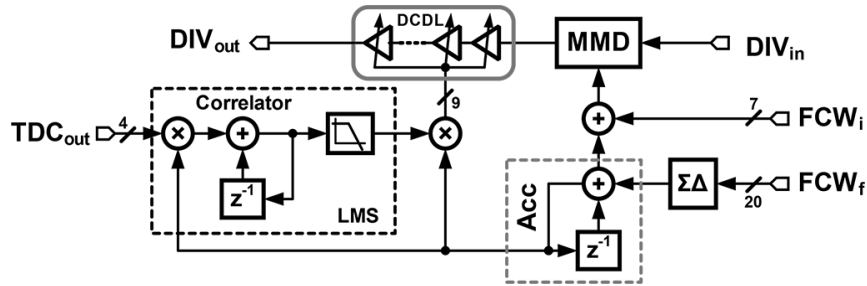 DCDL
DIVout
MMD
DIVin
9
Correlator
TDCout
4
×
+
×
+
7
FCWi
z-1
LMS
Acc
+
ΣΔ
20
FCWf
z-1